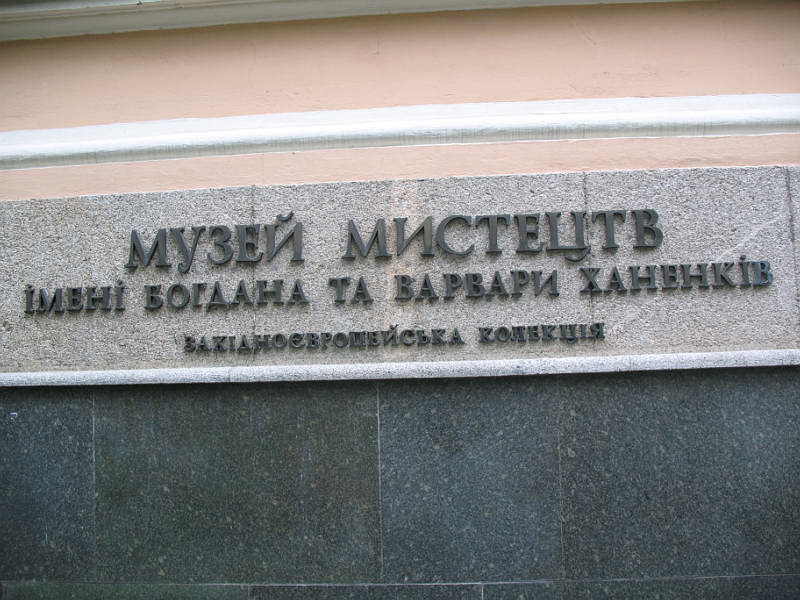 МУЗЕЙ МИСТЕЦТВ
ІМЕНІ БОГДАНА ТА ВАРВАРИ ХАНЕНКІВ
ЗАХІДНОЄВРОПЕЙСЬКА КОЛЕКЦІЯ